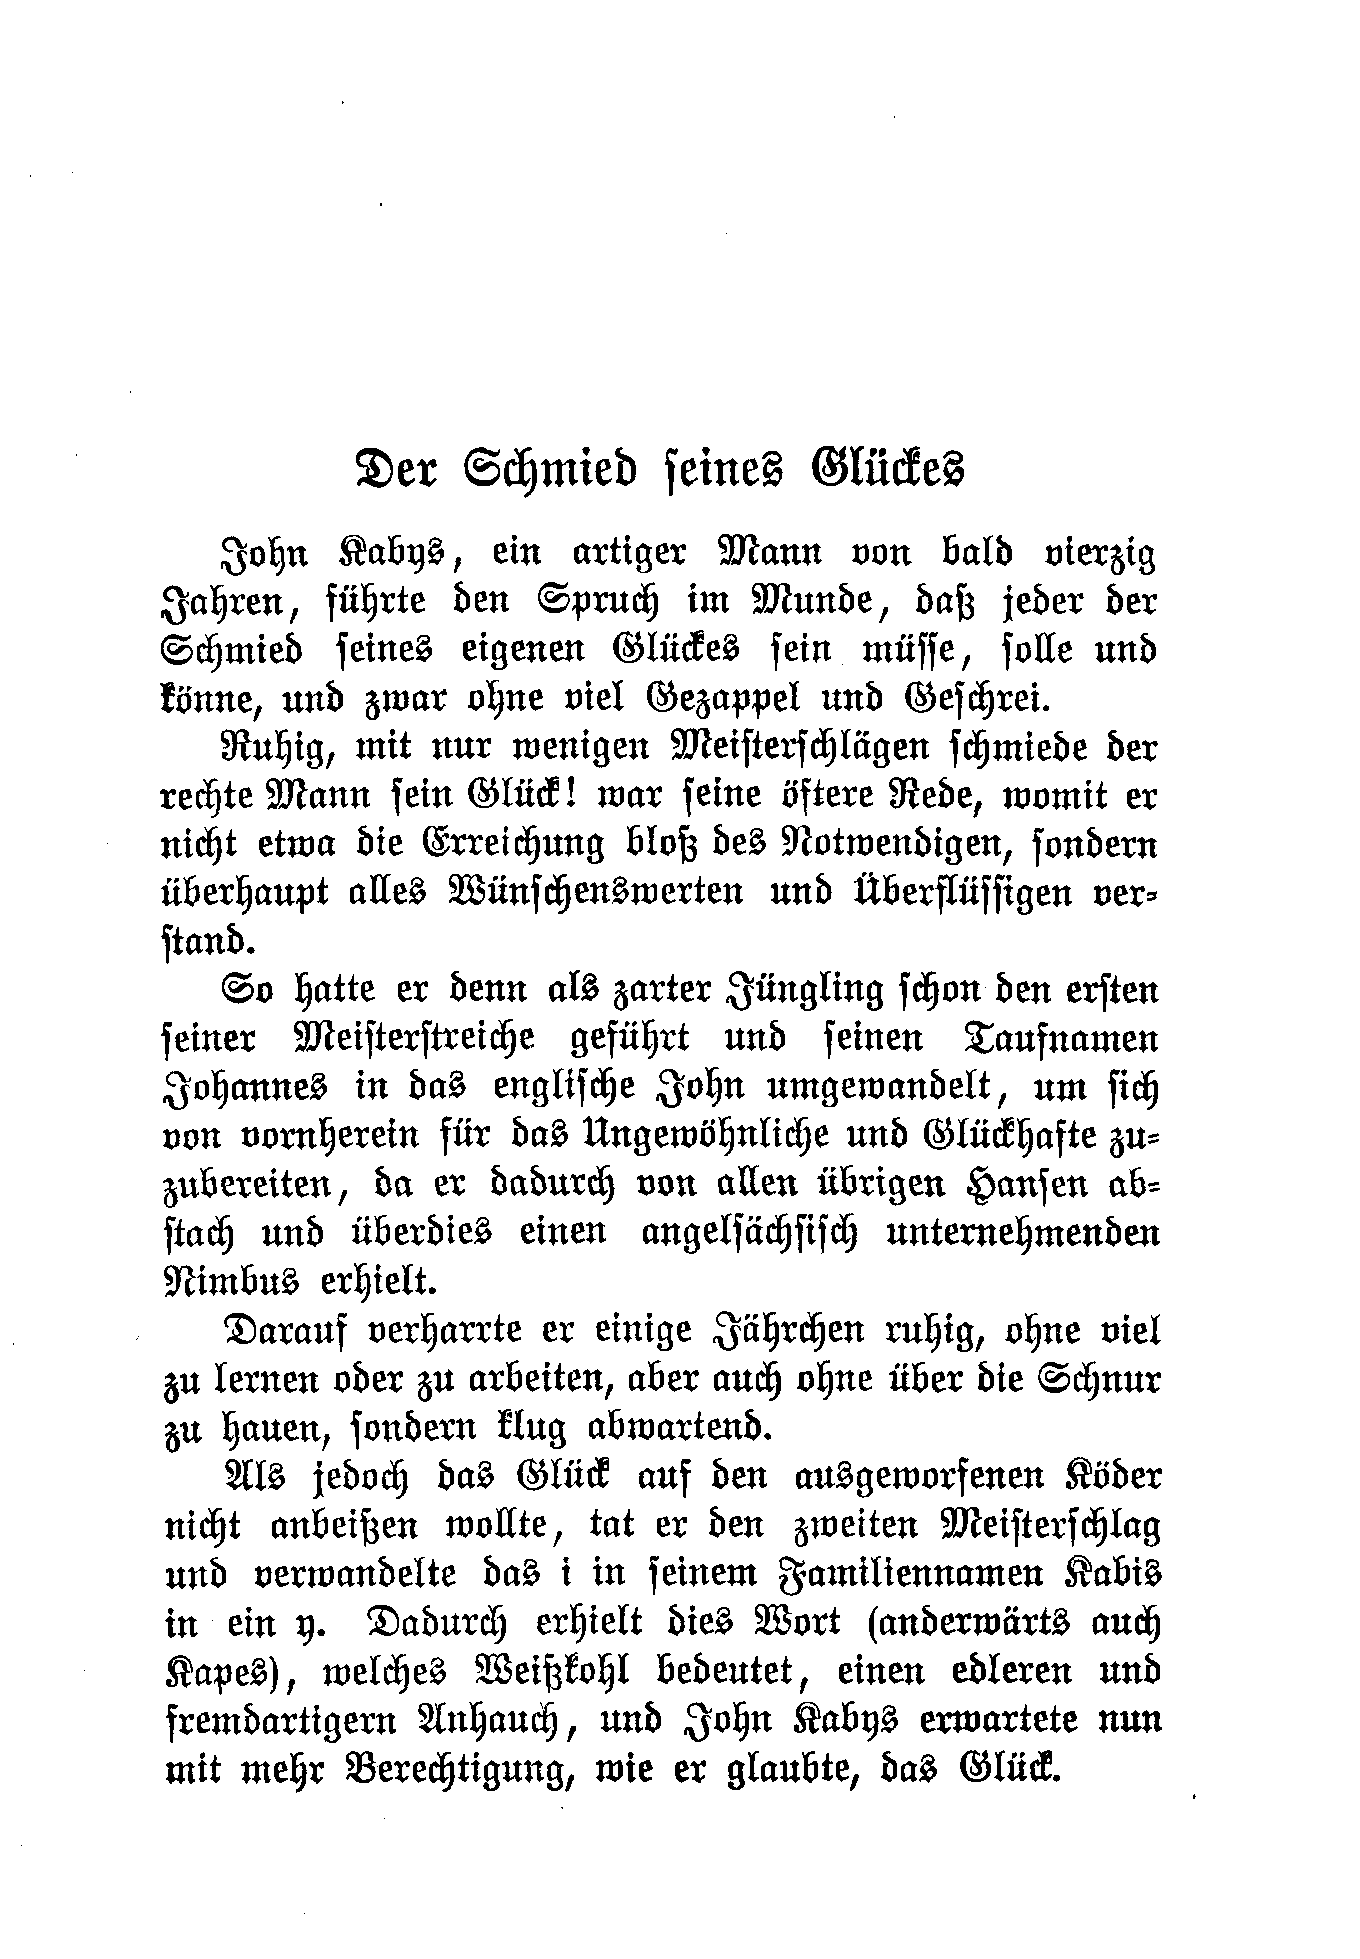 Der Schmied seines Glückes
John Kabys, ein artiger Mann von bald vierzig
Jahren, führte den Spruch im Munde, daß jeder der
Schmied seines eigenen Glückes sein müsse, solle und
könne, und zwar ohne viel Gezappel und Geschrei.
Ruhig, mit nur wenigen Meisterschlägen schmiede der
rechte Mann sein Glück! war seine öftere Rede, womit er
nicht etwa die Erreichung bloß des Notwendigen, sondern
überhaupt alles Wünschenswerten und Überflüssigen ver-
stand.
So hatte er denn als zarter Jüngling schon den ersten
seiner Meisterstreiche geführt und seinen Taufnamen
Johannes in das englische John umgewandelt, um sich
von vornherein für das Ungewöhnliche und Glückhafte zu-
zubereiten, da er dadurch von allen übrigen Hansen ab-
stach und überdies einen angelsächsisch unternehmenden
Nimbus erhielt.
Darauf verharrte er einige Jährchen ruhig, ohne viel
zu lernen oder zu arbeiten, aber auch ohne über die Schnur
zu hauen, sondern klug abwartend.
Als jedoch das Glück auf den ausgeworfenen Köder
nicht anbeißen wollte, tat er den zweiten Meisterschlag
und verwandelte das i in seinem Familiennamen Kabis
in ein y. Dadurch erhielt dies Wort (anderwärts auch
Kapes), welches Weißkohl bedeutet, einen edleren und
fremdartigern Anhauch, und John Kabys erwartete nun
mit mehr Berechtigung, wie er glaubte, das Glück.